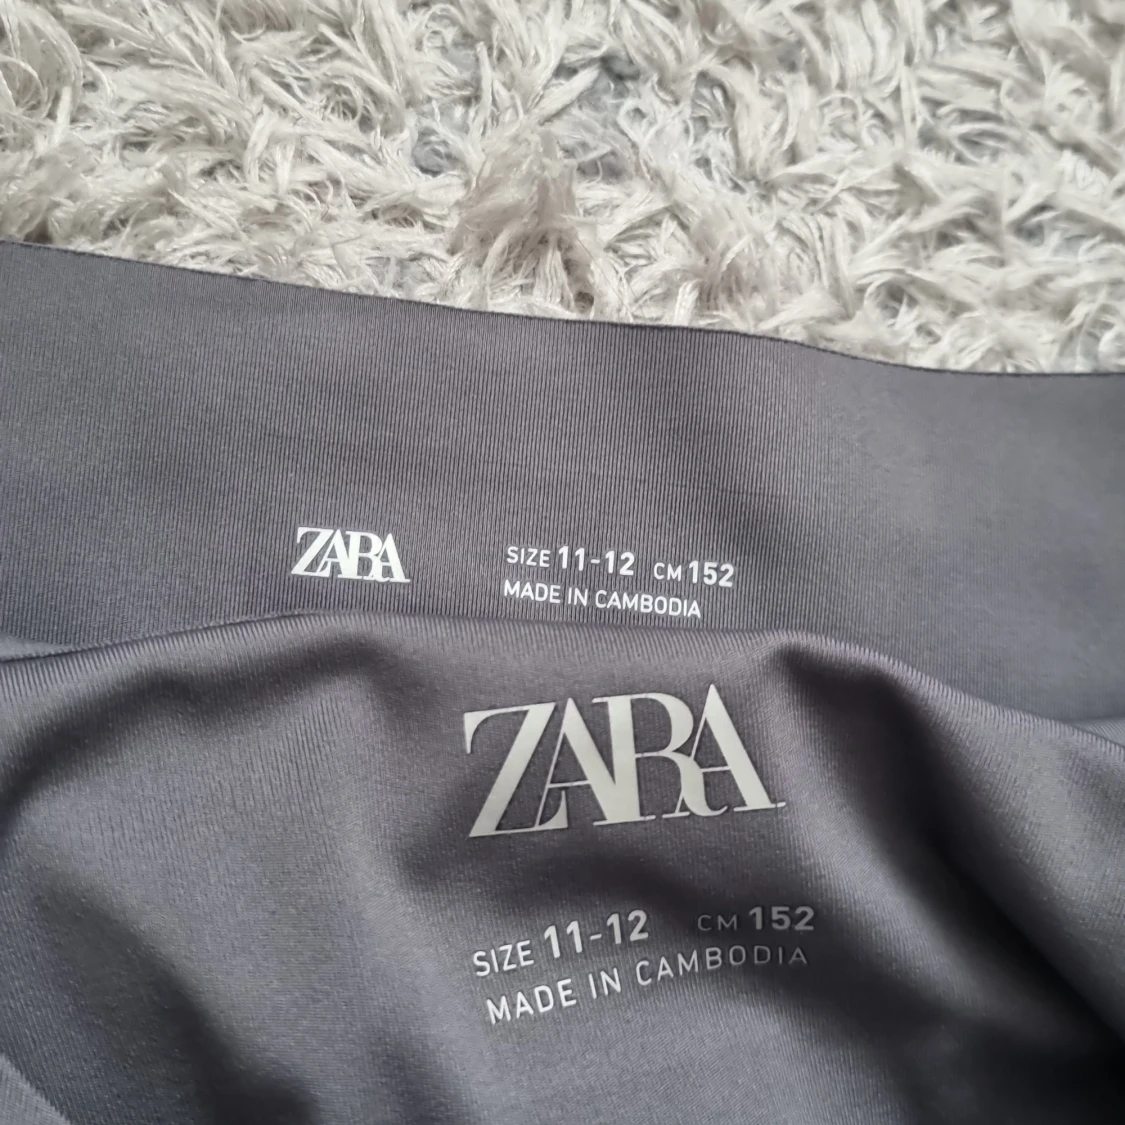 ZARA
SIZE 11-12 CM 152
MADE IN CAMBODIA
ZARA
SIZE 11-12 CM 152
MADE IN CAMBODIA